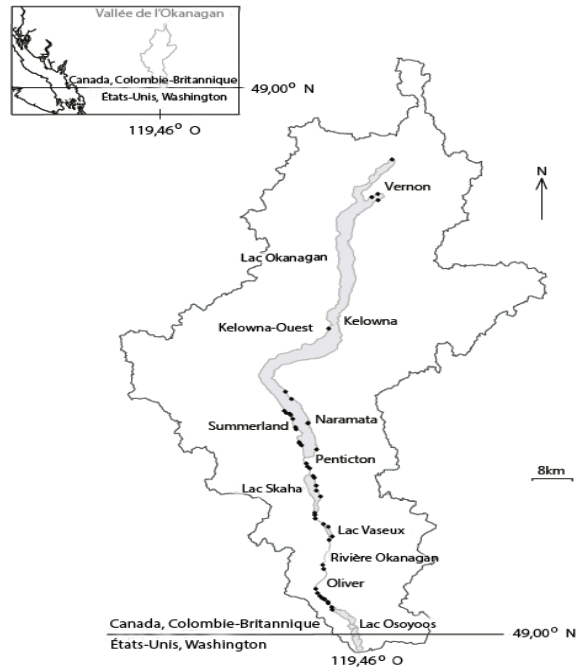 Vallée de l'Okanagan
Canada, Colombie-Britannique
États-Unis, Washington
49,00° N
119,46° O
N
Vernon
Lac Okanagan
Kelowna-Ouest
Kelowna
Summerland
Naramata
Penticton
8km
Lac Skaha
Lac Vaseux
Rivière Okanagan
Oliver
Canada, Colombie-Britannique
Lac Osoyoos
49,00° N
États-Unis, Washington
119,46° O